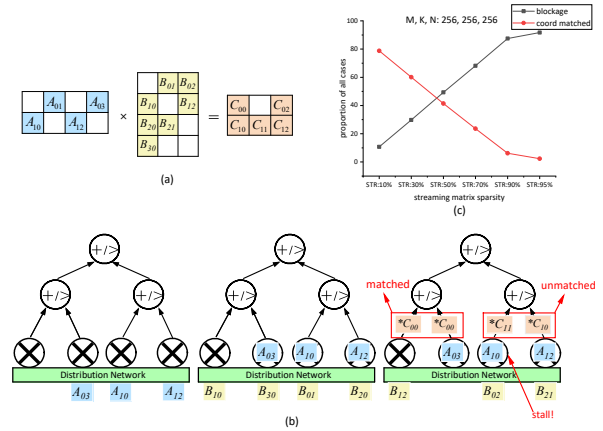 A01 A03
A10 A12
×
B01 B02
B10 B12
B20 B21
B30
=
C00 C02
C10 C11 C12
(a)
M, K, N: 256, 256, 256
blockage
coord matched
proportion of all cases
100
80
60
40
20
0
STR:10% STR:30% STR:50% STR:70% STR:90% STR:95%
streaming matrix sparsity
(c)
+/>
+/> +/>
Distribution Network
A03 A10 A12
+/>
+/> +/>
A03 A10 A12
Distribution Network
B10 B30 B01 B20
+/>
matched
unmatched
+/> +/>
*C00 *C00 *C11 *C10
A03 A10 A12
Distribution Network
B12 B02 B21
stall!
(b)